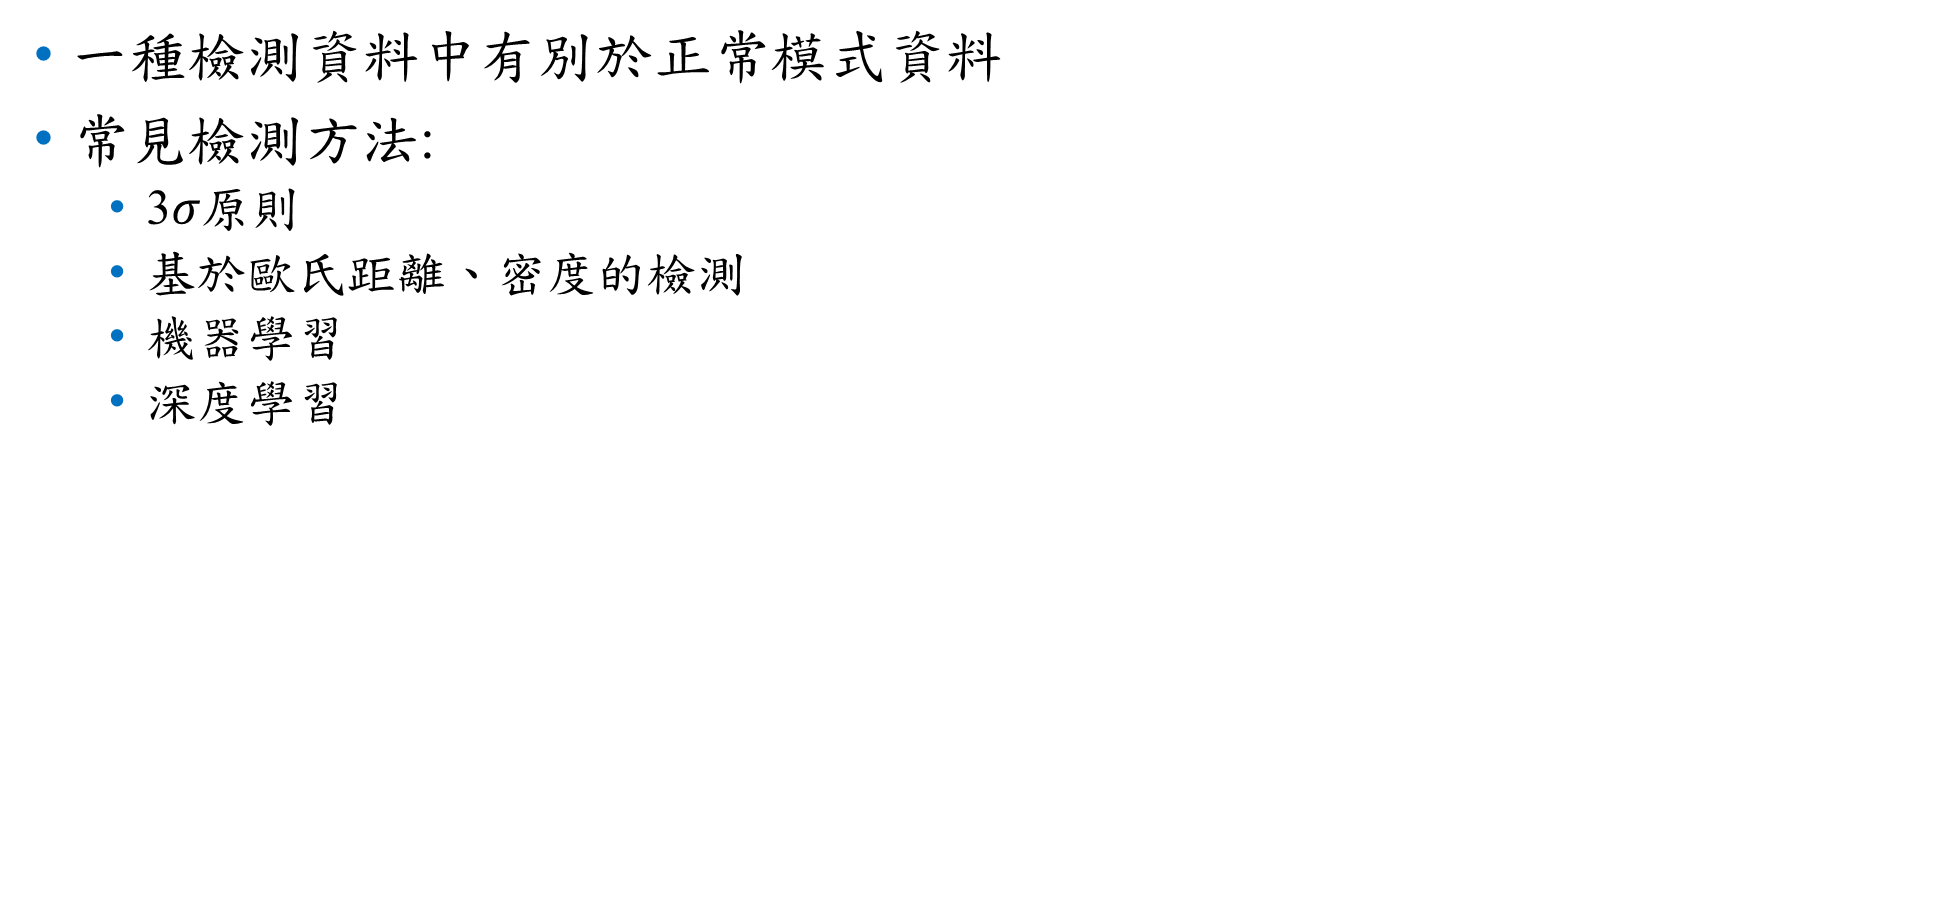 • 一種檢測資料中有別於正常模式資料
• 常見檢測方法:
• 3σ原則
• 基於歐氏距離、密度的檢測
• 機器學習
• 深度學習